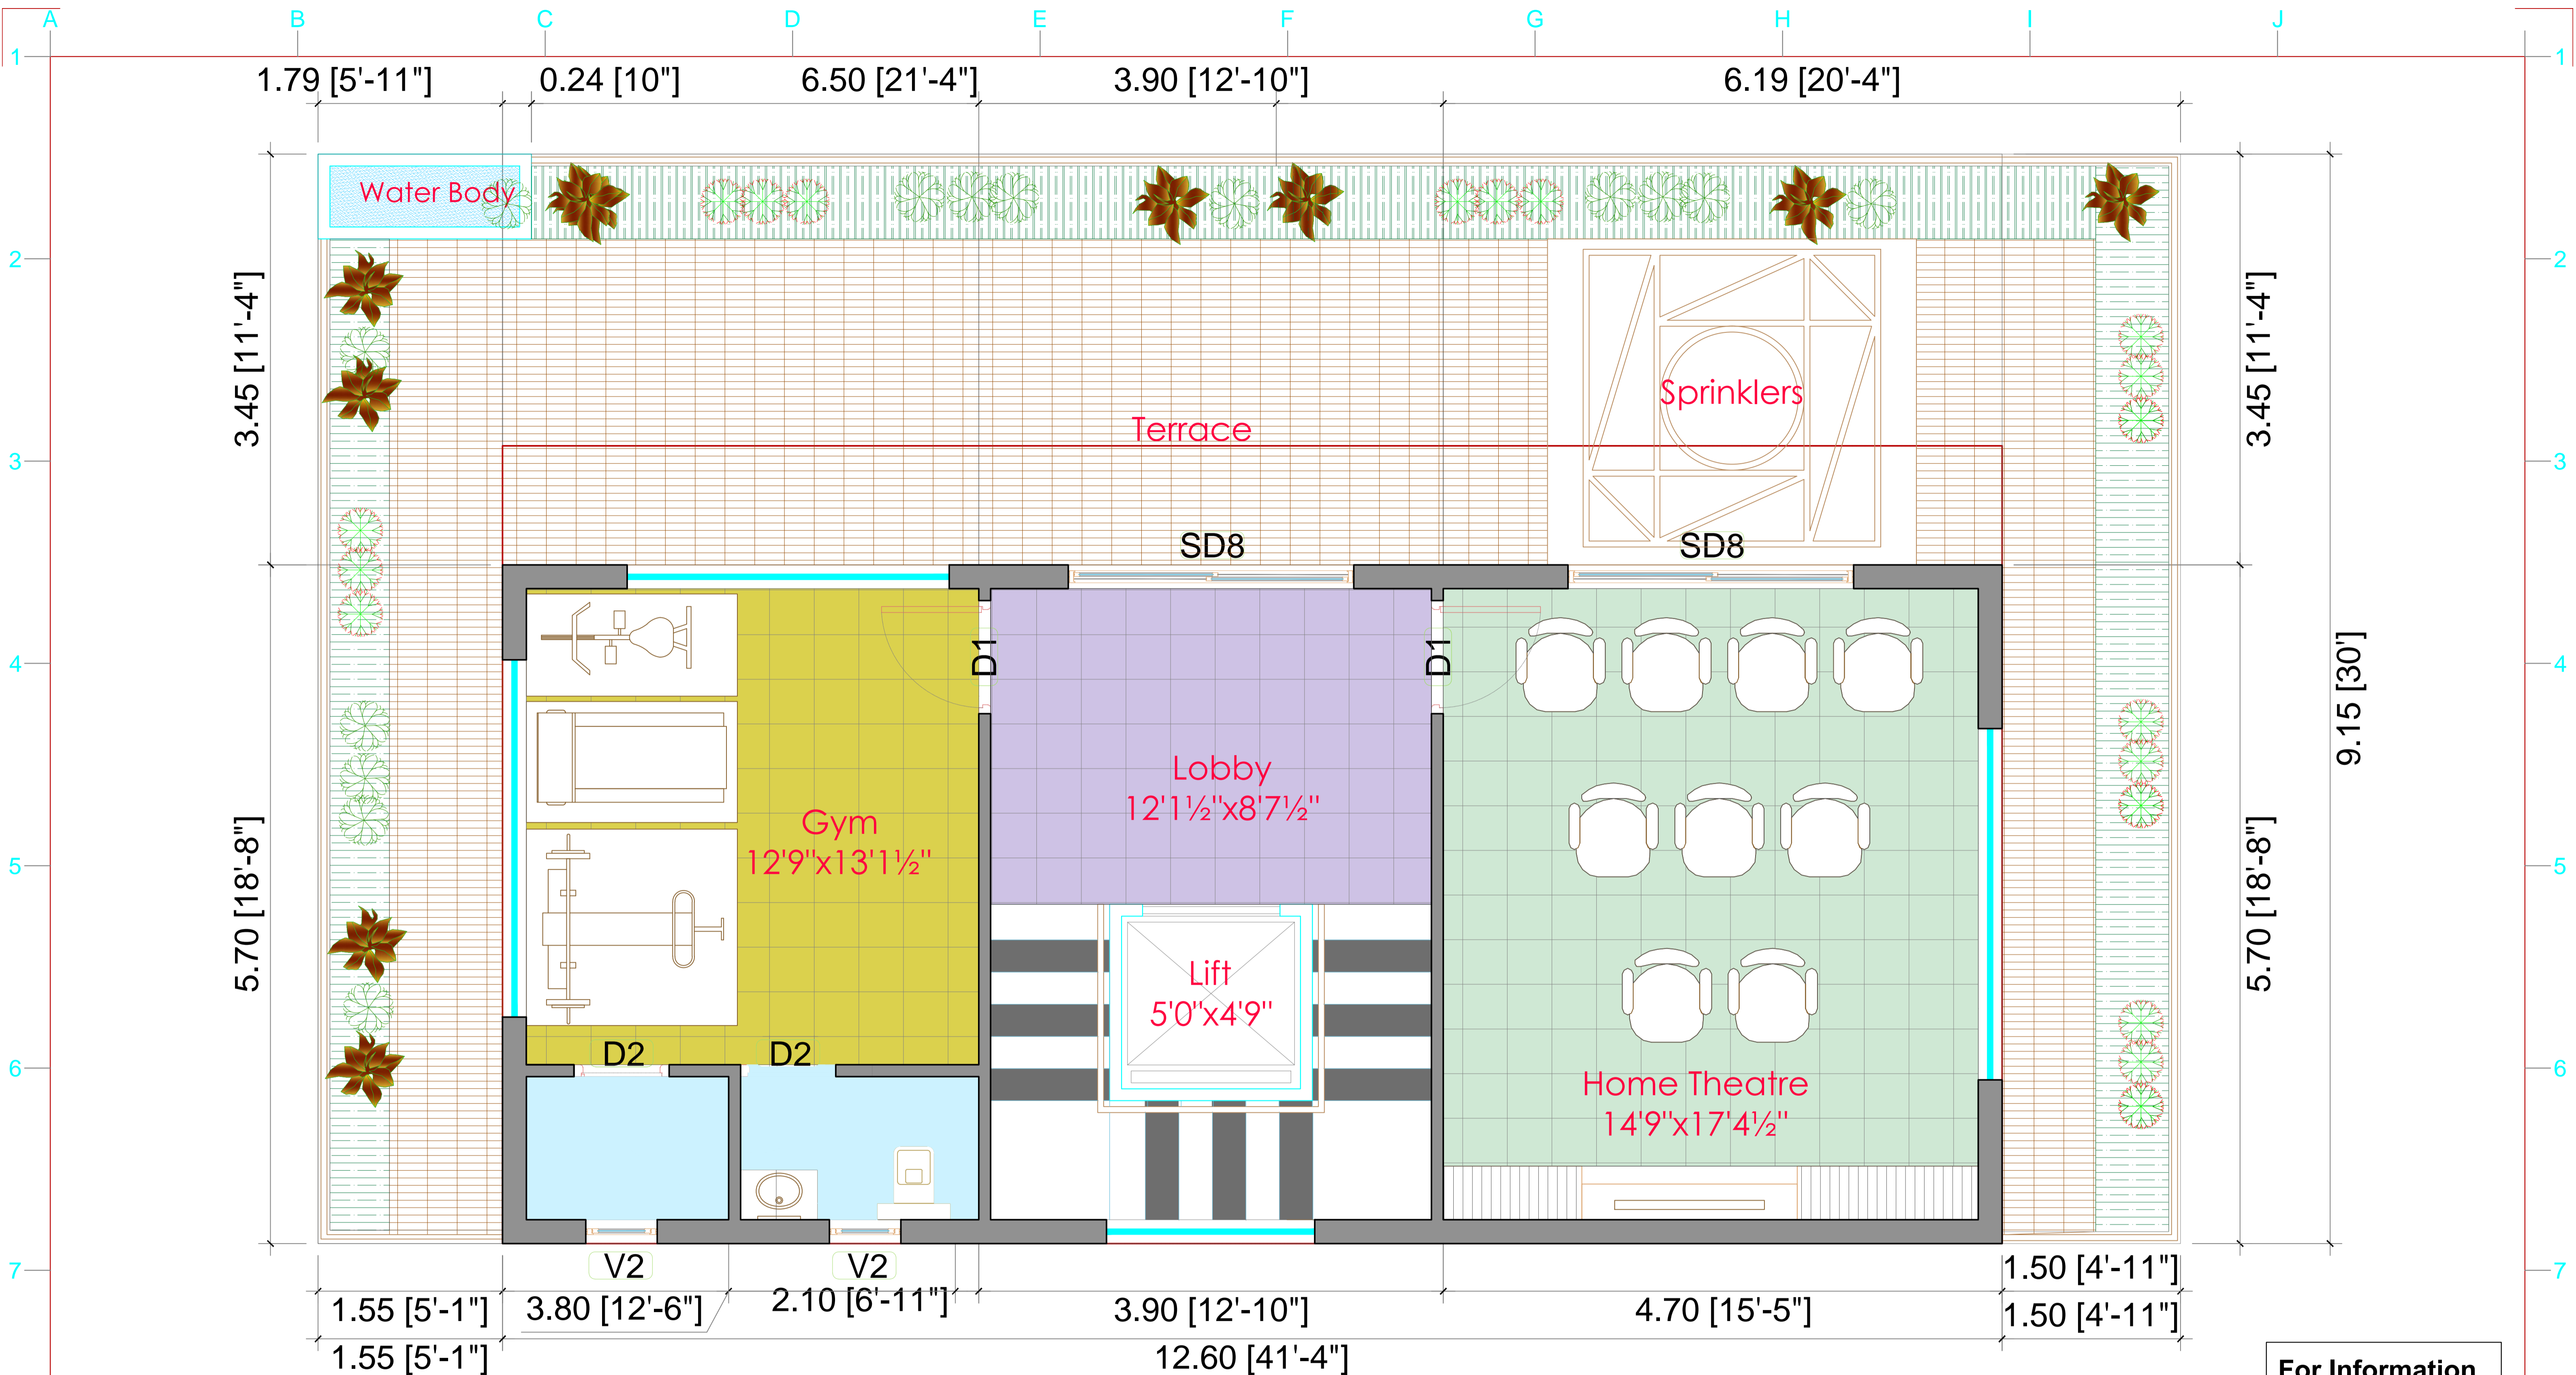 A B C D E F G H I J
1 1
1.79 [5'-11"] 0.24 [10"] 6.50 [21'-4"] 3.90 [12'-10"] 6.19 [20'-4"]
Water Body
2 2
3.45 [11'-4"] 3.45 [11'-4"]
Sprinklers
Terrace
3 3
SD8 SD8
4 D1 D1 4
9.15 [30']
Lobby
12'1½"x8'7½"
Gym
12'9"x13'1½"
5 5
5.70 [18'-8"] 5.70 [18'-8"]
Lift
5'0"x4'9"
D2 D2
6 6
Home Theatre
14'9"x17'4½"
7 V2 V2 7
1.50 [4'-11"]
1.55 [5'-1"] 3.80 [12'-6"] 2.10 [6'-11"] 3.90 [12'-10"] 4.70 [15'-5"] 1.50 [4'-11"]
1.55 [5'-1"] 12.60 [41'-4"]
For Information